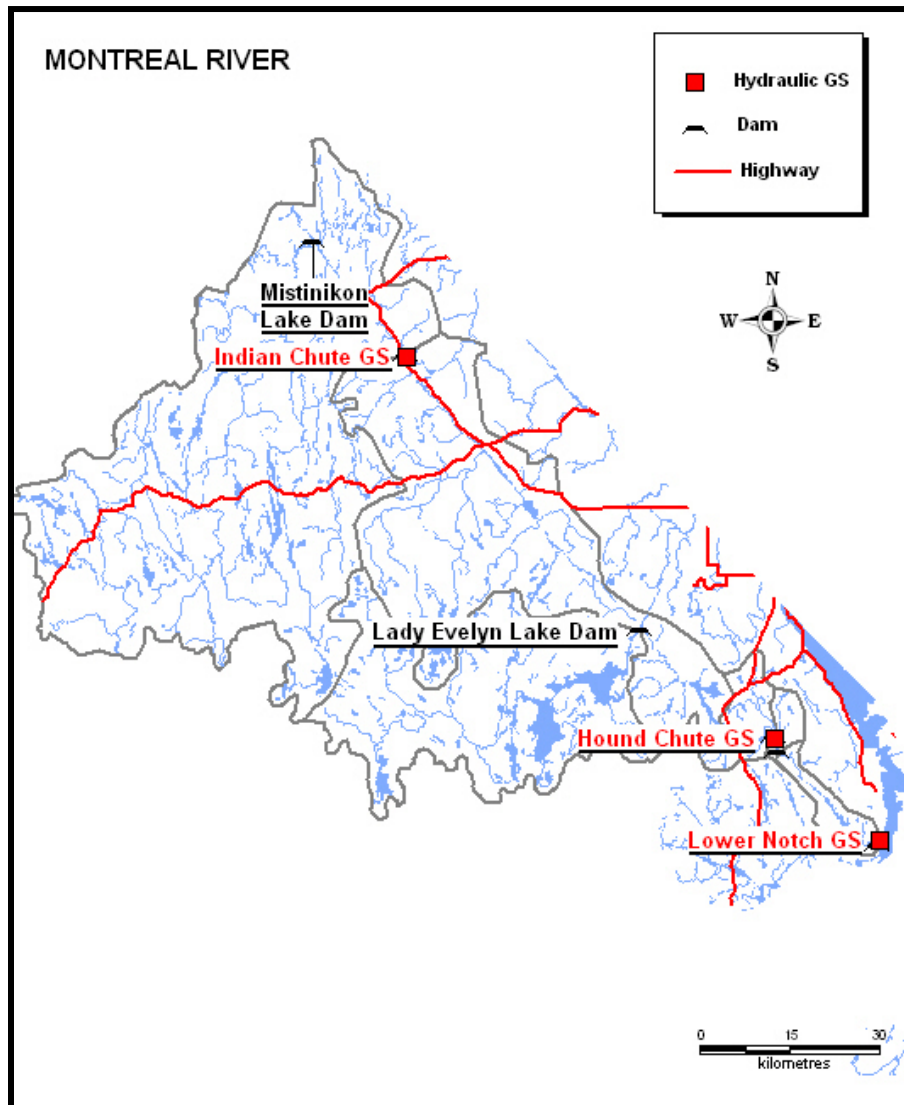 MONTREAL RIVER
Hydraulic GS
Dam
Highway
N
W E
S
Mistinikon
Lake Dam
Indian Chute GS
Lady Evelyn Lake Dam
Hound Chute GS
Lower Notch GS
0 15 30
kilometres